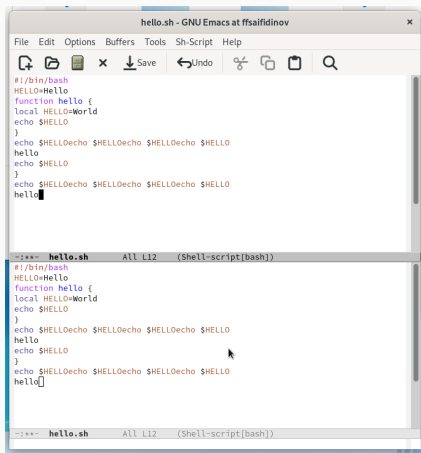 hello.sh - GNU Emacs at ffsaifidinov
File Edit Options Buffers Tools Sh-Script Help
Save Undo
#!/bin/bash
HELLO=Hello
function hello {
local HELLO=World
echo $HELLO
}
echo $HELLOecho $HELLOecho $HELLOecho $HELLO
hello
echo $HELLO
}
echo $HELLOecho $HELLOecho $HELLOecho $HELLO
hello
-:**- hello.sh All L12 (Shell-script[bash])
#!/bin/bash
HELLO=Hello
function hello {
local HELLO=World
echo $HELLO
}
echo $HELLOecho $HELLOecho $HELLOecho $HELLO
hello
echo $HELLO
}
echo $HELLOecho $HELLOecho $HELLOecho $HELLO
hello
-:**- hello.sh All L12 (Shell-script[bash])